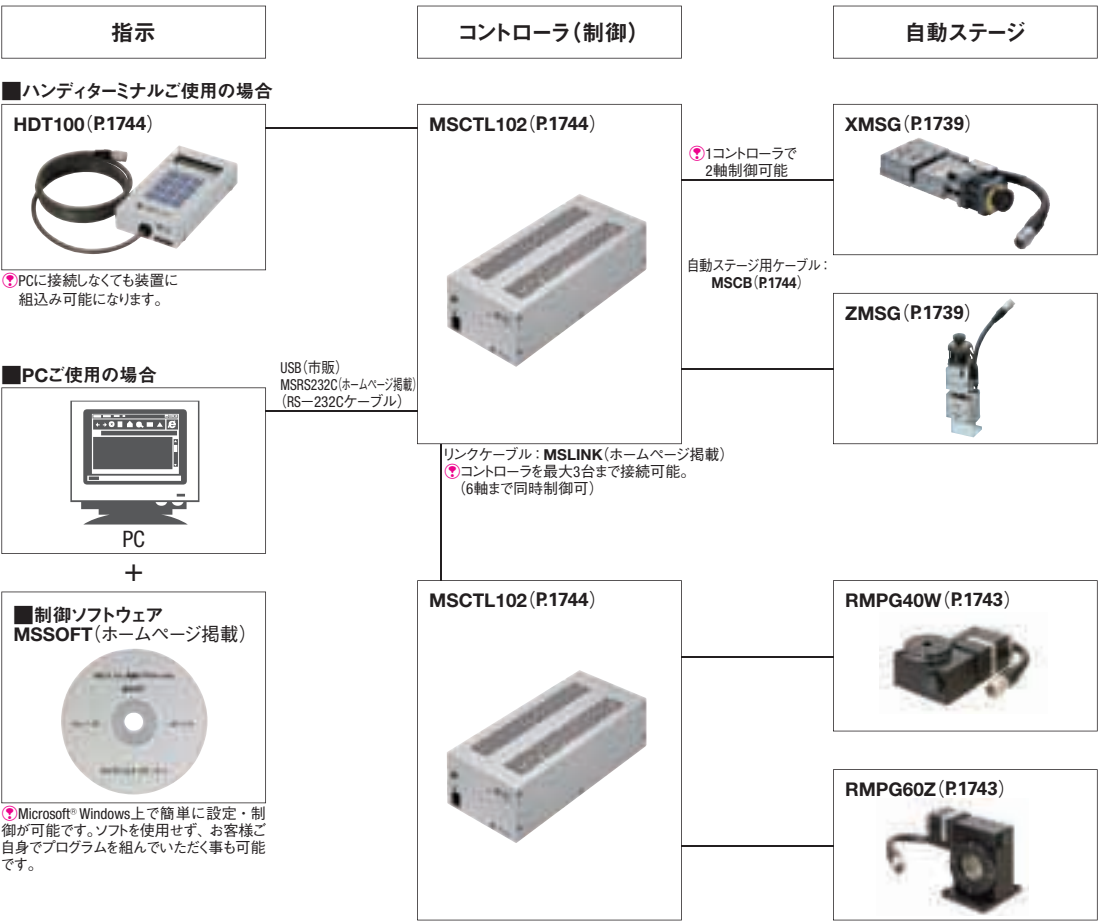 指示
コントローラ（制御）
自動ステージ
■ハンディターミナルご使用の場合
HDT100（P.1744）
PCに接続しなくても装置に
組込み可能になります。
MSCTL102（P.1744）
1コントローラで
2軸制御可能
自動ステージ用ケーブル：
MSCB（P.1744）
XMSG（P.1739）
ZMSG（P.1739）
■PCご使用の場合
PC
USB（市販）
MSRS232C（ホームページ掲載）
（RS－232Cケーブル）
リンクケーブル：MSLINK（ホームページ掲載）
コントローラを最大3台まで接続可能。
（6軸まで同時制御可）
+
■制御ソフトウェア
MSSOFT（ホームページ掲載）
Microsoft® Windows上で簡単に設定・制
御が可能です。ソフトを使用せず、お客様ご
自身でプログラムを組んでいただく事も可能
です。
MSCTL102（P.1744）
RMPG40W（P.1743）
RMPG60Z（P.1743）